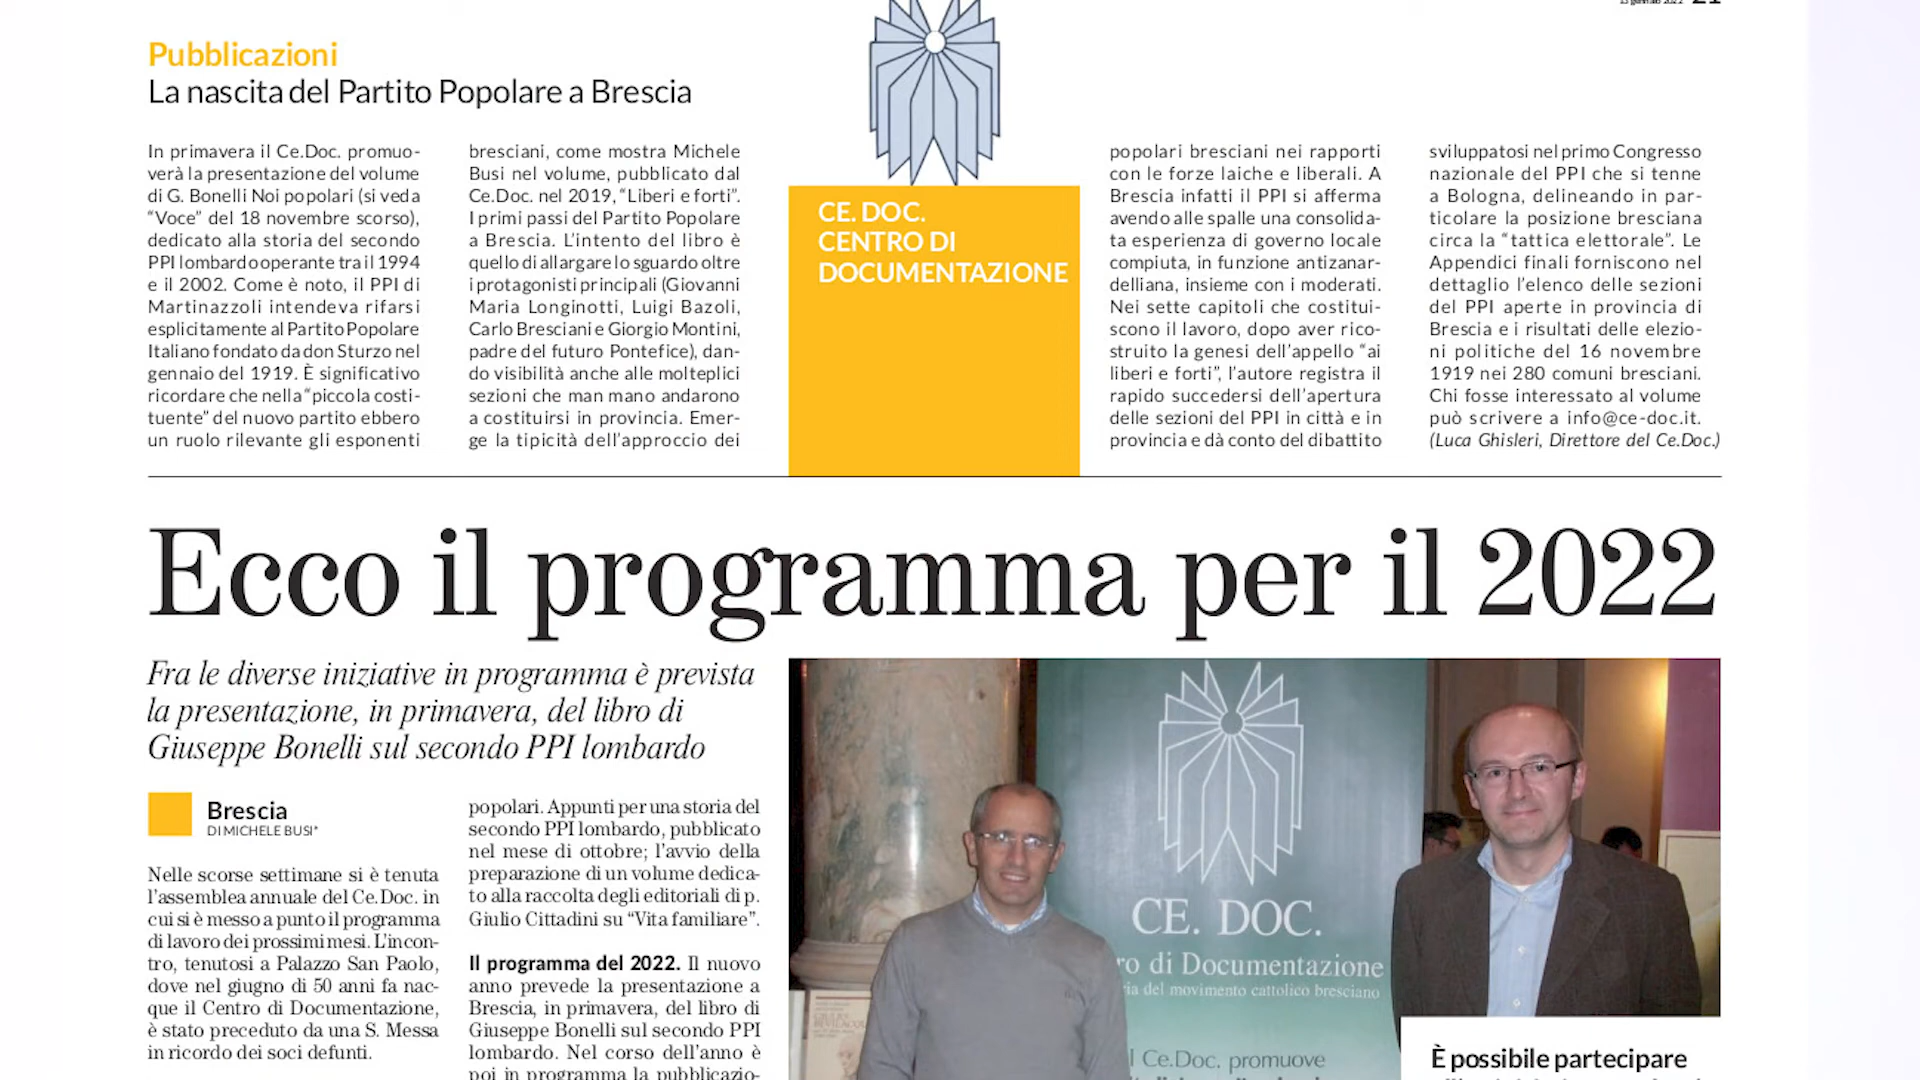 13 gennaio 2022 21
Pubblicazioni
La nascita del Partito Popolare a Brescia
In primavera il Ce.Doc. promuo-
verà la presentazione del volume
di G. Bonelli Noi popolari (si veda
“Voce” del 18 novembre scorso),
dedicato alla storia del secondo
PPI lombardo operante tra il 1994
e il 2002. Come è noto, il PPI di
Martinazzoli intendeva rifarsi
esplicitamente al Partito Popolare
Italiano fondato da don Sturzo nel
gennaio del 1919. È significativo
ricordare che nella “piccola costi-
tuente” del nuovo partito ebbero
un ruolo rilevante gli esponenti
bresciani, come mostra Michele
Busi nel volume, pubblicato dal
Ce.Doc. nel 2019, “Liberi e forti”.
I primi passi del Partito Popolare
a Brescia. L’intento del libro è
quello di allargare lo sguardo oltre
i protagonisti principali (Giovanni
Maria Longinotti, Luigi Bazoli,
Carlo Bresciani e Giorgio Montini,
padre del futuro Pontefice), dan-
do visibilità anche alle molteplici
sezioni che man mano andarono
a costituirsi in provincia. Emer-
ge la tipicità dell’approccio dei
CE. DOC.
CENTRO DI
DOCUMENTAZIONE
popolari bresciani nei rapporti
con le forze laiche e liberali. A
Brescia infatti il PPI si afferma
avendo alle spalle una consolida-
ta esperienza di governo locale
compiuta, in funzione antizanar-
delliana, insieme con i moderati.
Nei sette capitoli che costitui-
scono il lavoro, dopo aver rico-
struito la genesi dell’appello “ai
liberi e forti”, l’autore registra il
rapido succedersi dell’apertura
delle sezioni del PPI in città e in
provincia e dà conto del dibattito
sviluppatosi nel primo Congresso
nazionale del PPI che si tenne
a Bologna, delineando in par-
ticolare la posizione bresciana
circa la “tattica elettorale”. Le
Appendici finali forniscono nel
dettaglio l’elenco delle sezioni
del PPI aperte in provincia di
Brescia e i risultati delle elezio-
ni politiche del 16 novembre
1919 nei 280 comuni bresciani.
Chi fosse interessato al volume
può scrivere a info@ce-doc.it.
(Luca Ghisleri, Direttore del Ce.Doc.)
Ecco il programma per il 2022
Fra le diverse iniziative in programma è prevista
la presentazione, in primavera, del libro di
Giuseppe Bonelli sul secondo PPI lombardo
Brescia
DI MICHELE BUSI*
Nelle scorse settimane si è tenuta
l’assemblea annuale del Ce.Doc. in
cui si è messo a punto il programma
di lavoro dei prossimi mesi. L’incon-
tro, tenutosi a Palazzo San Paolo,
dove nel giugno di 50 anni fa nac-
que il Centro di Documentazione,
è stato preceduto da una S. Messa
in ricordo dei soci defunti.
popolari. Appunti per una storia del
secondo PPI lombardo, pubblicato
nel mese di ottobre; l’avvio della
preparazione di un volume dedica-
to alla raccolta degli editoriali di p.
Giulio Cittadini su “Vita familiare”.
Il programma del 2022. Il nuovo
anno prevede la presentazione a
Brescia, in primavera, del libro di
Giuseppe Bonelli sul secondo PPI
lombardo. Nel corso dell’anno è
poi in programma la pubblicazio-
CE. DOC.
ro di Documentazione
ria del movimento cattolico bresciano
l Ce.Doc. promuove
È possibile partecipare